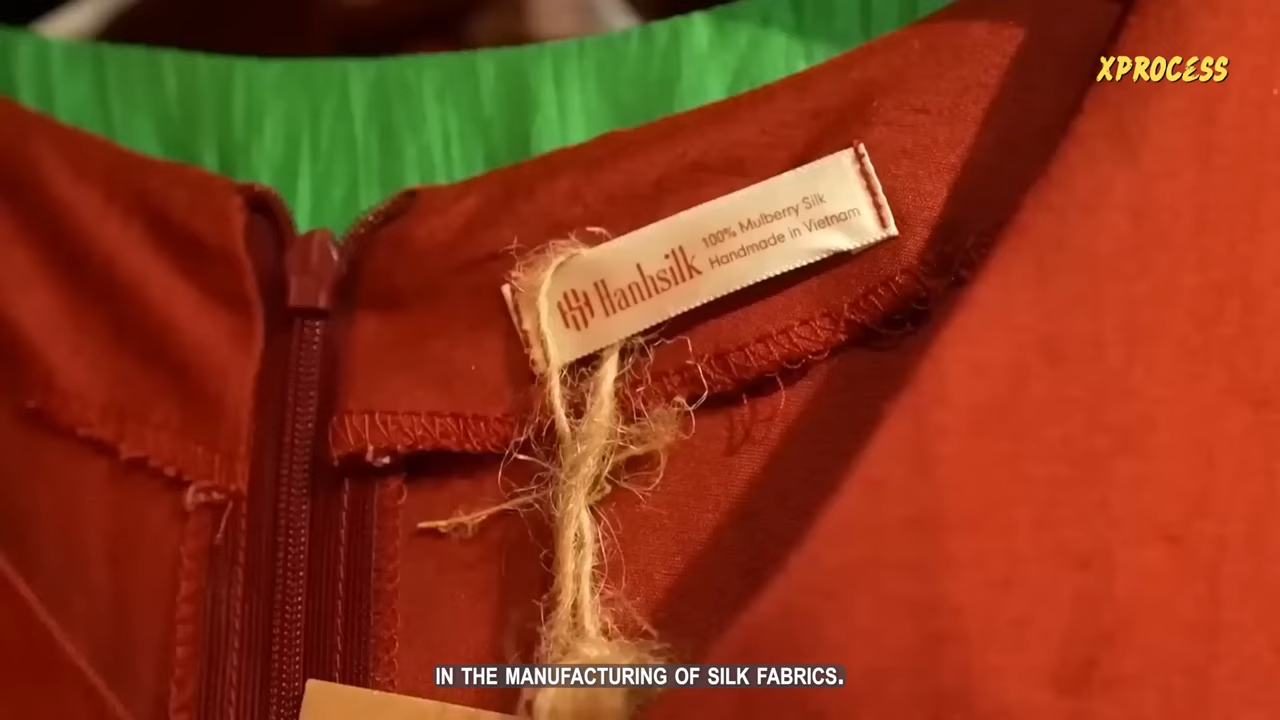 XPROCESS
Hanhsilk
100% Mulberry Silk
Handmade in Vietnam
IN THE MANUFACTURING OF SILK FABRICS.